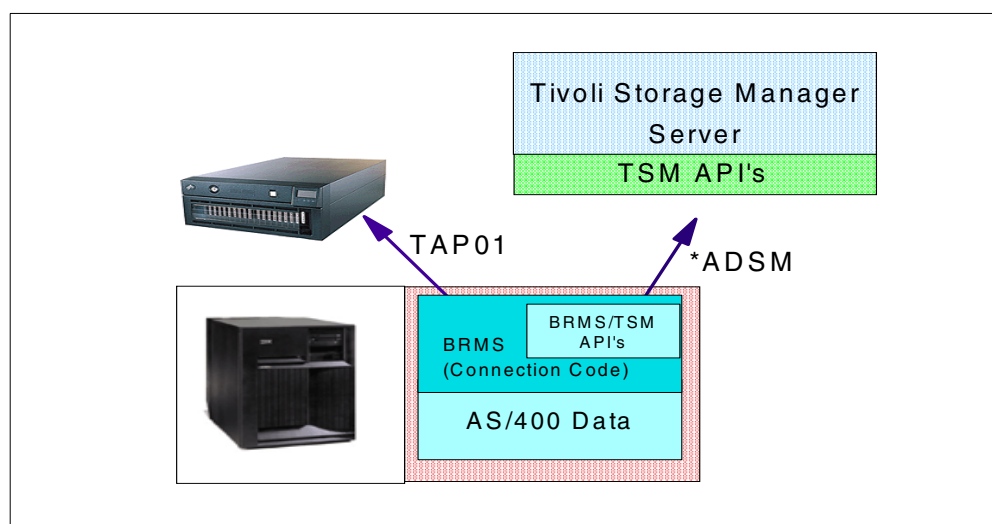 Tivoli Storage Manager
Server
TSM API's
TAP01
*ADSM
BRMS/TSM
API's
BRMS
(Connection Code)
AS/400 Data